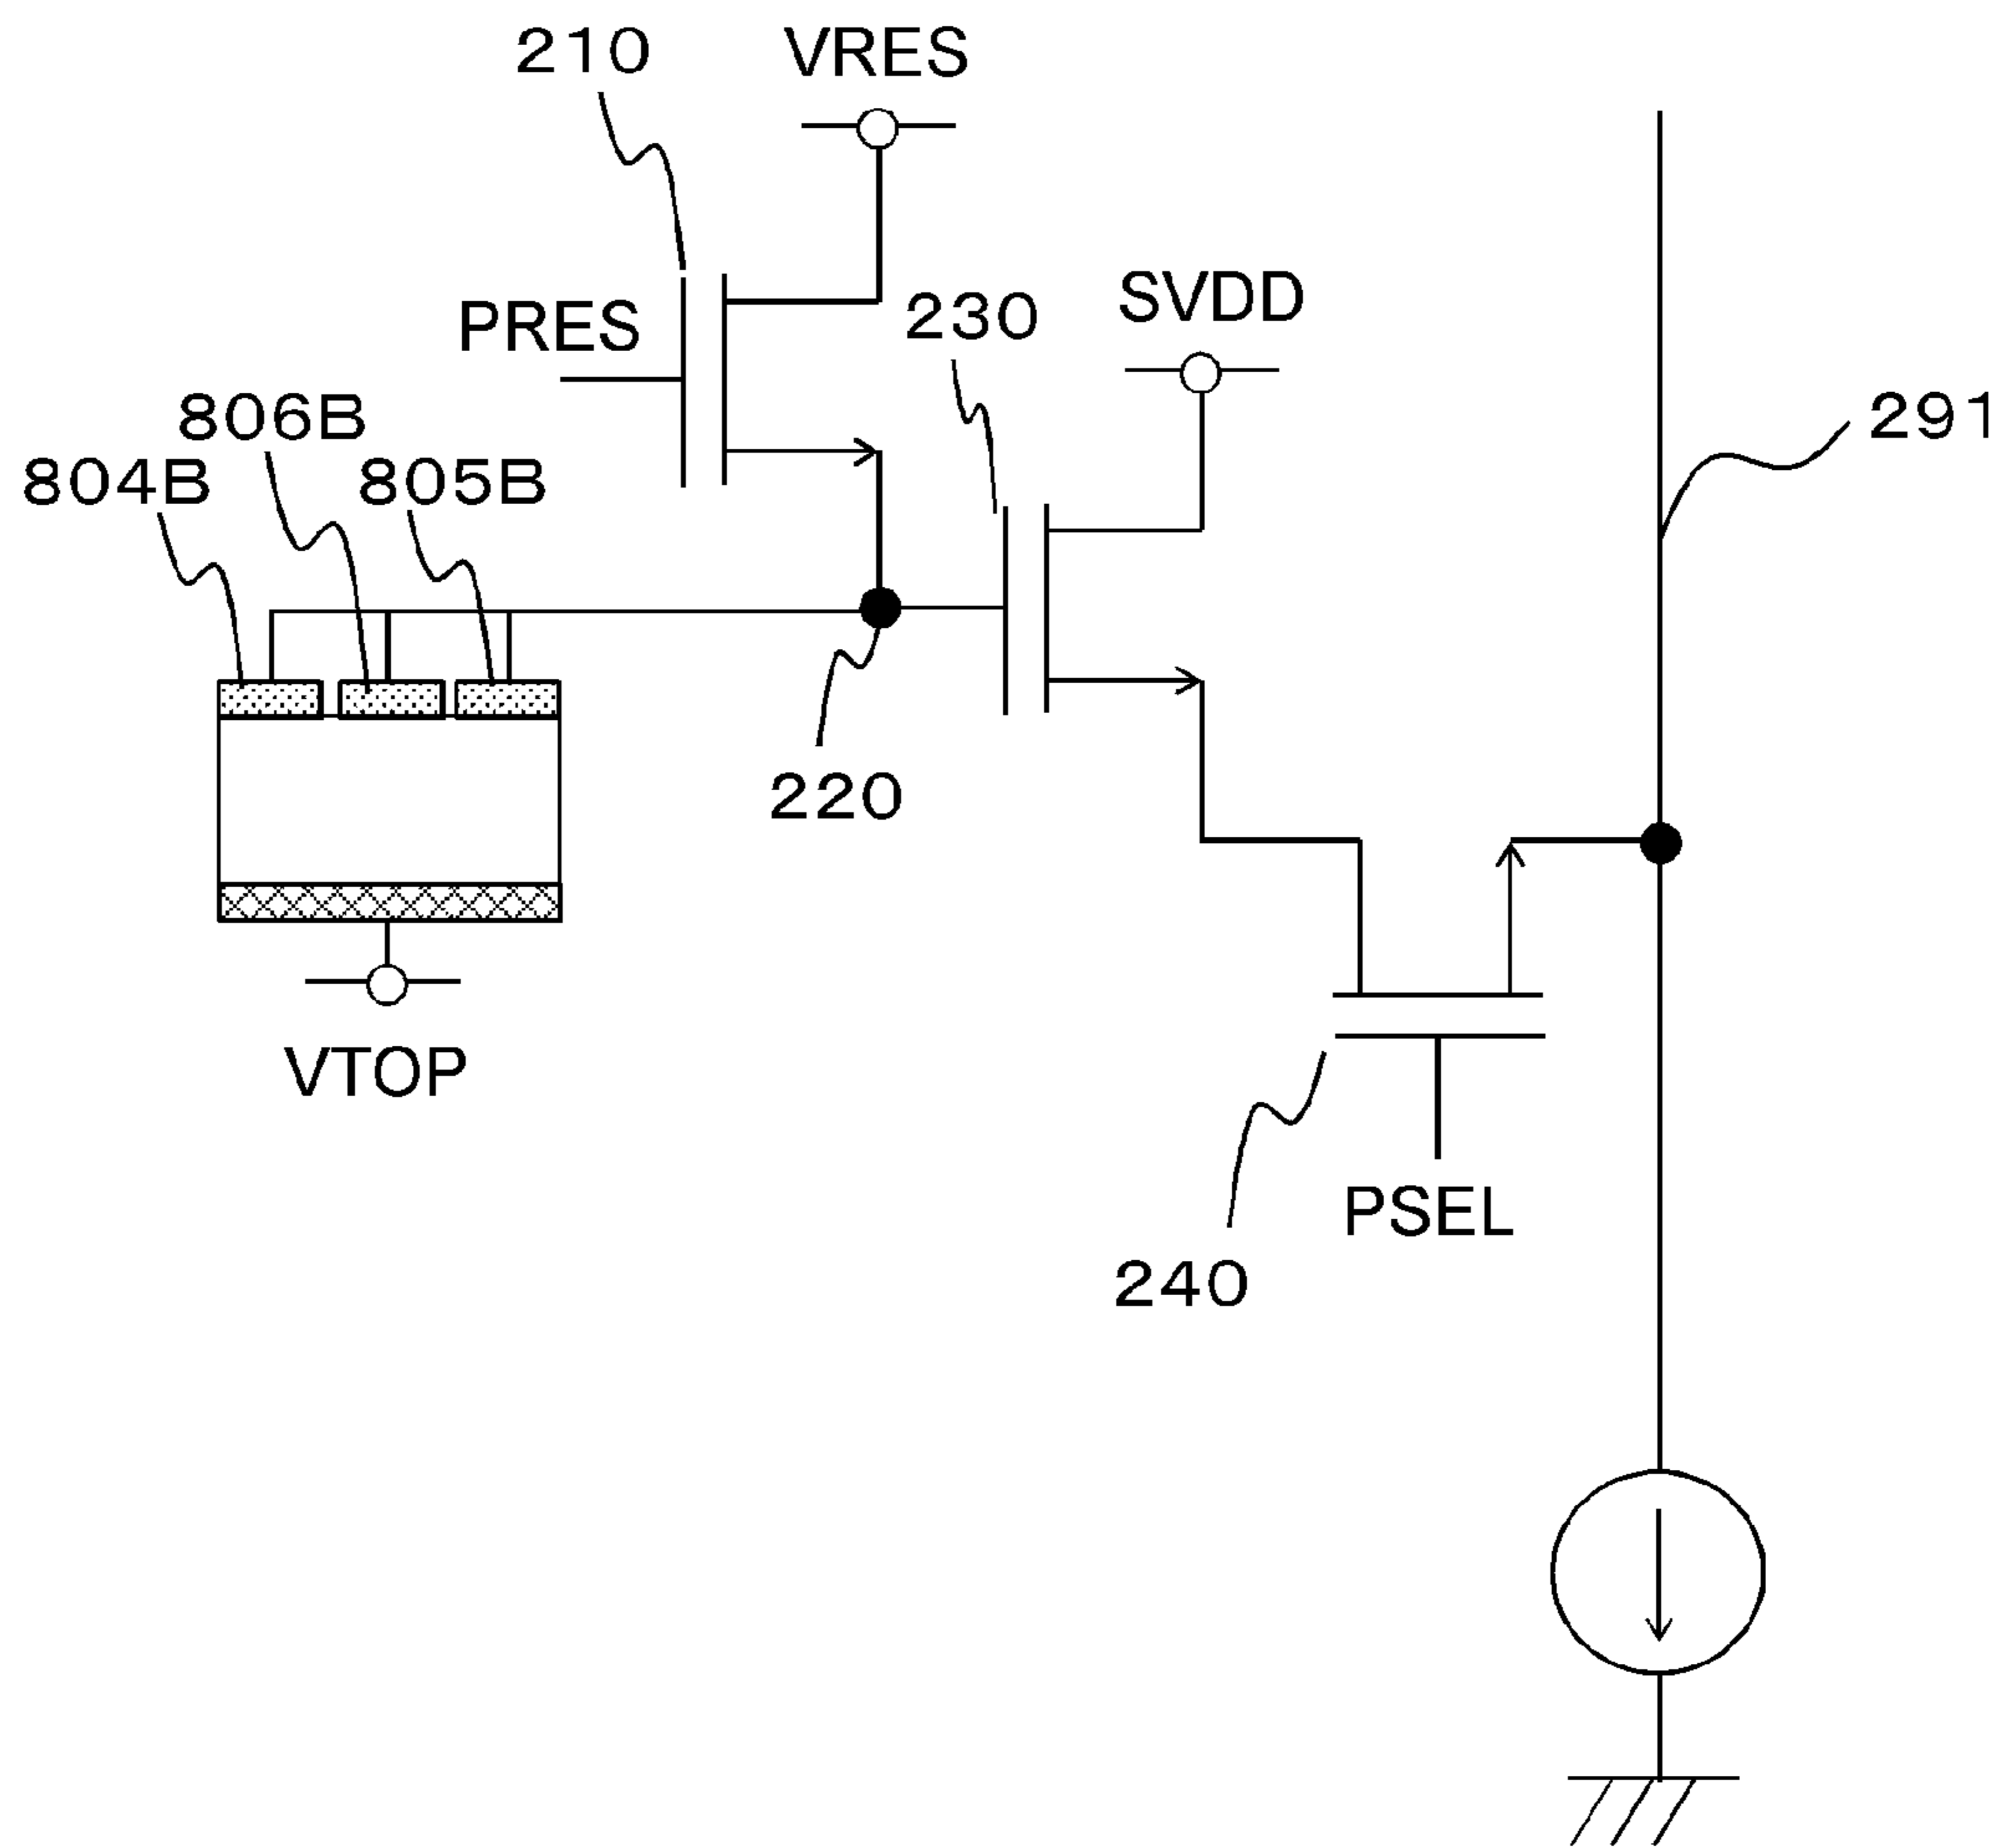 210
VRES
SVDD
230
PRES
806B
804B
805B
291
220
VTOP
PSEL
240